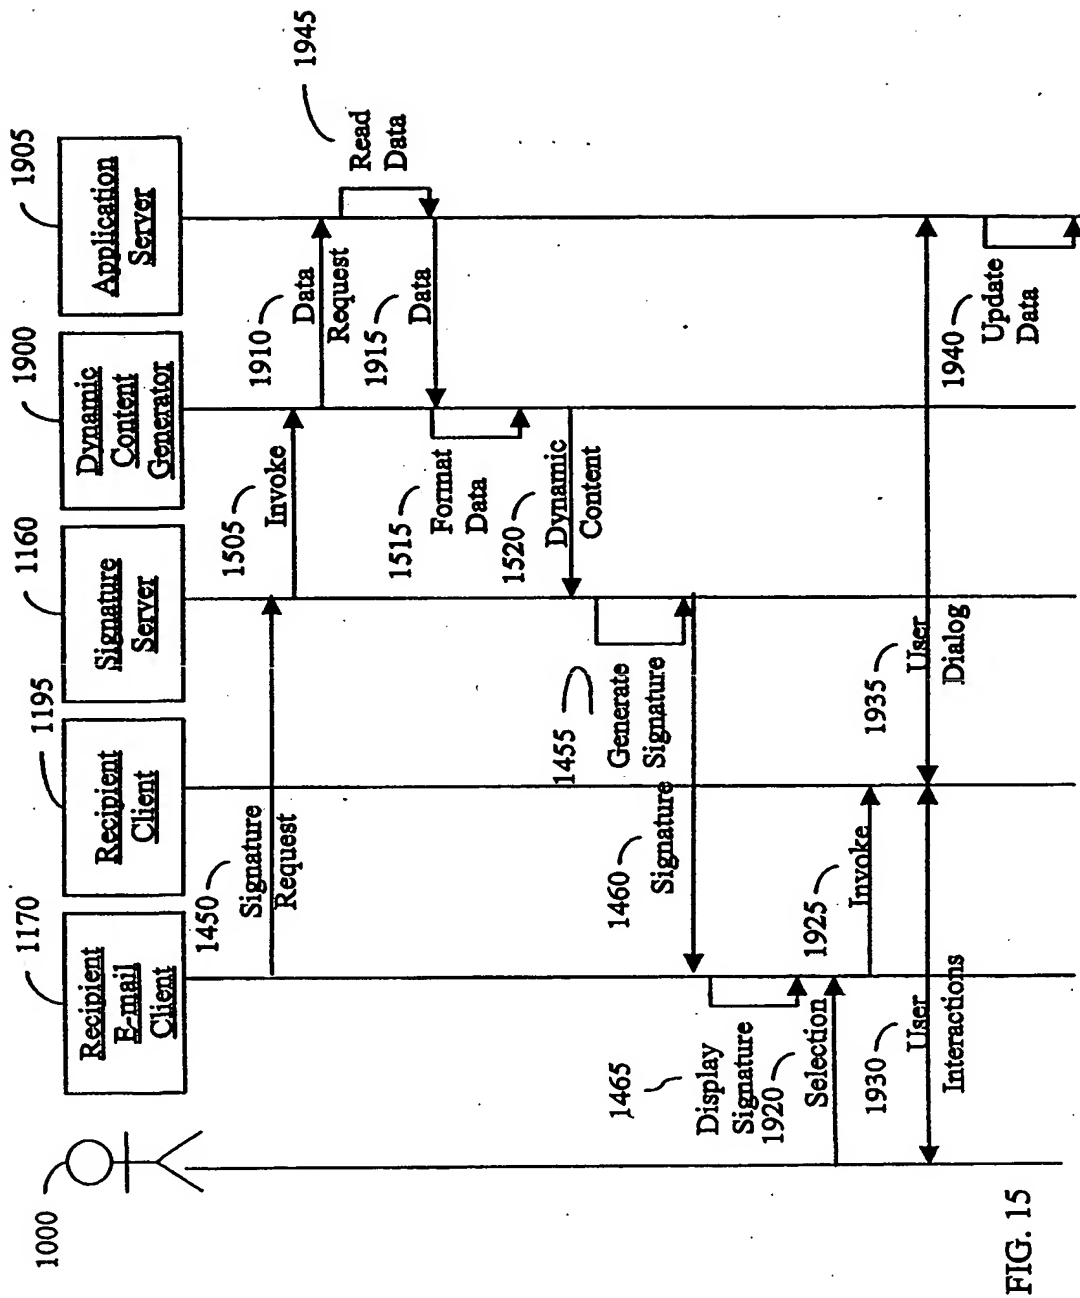 1000
1170
1195
1160
1900
1905
Recipient
E-mail
Client
Recipient
Client
Signature
Server
Dynamic
Content
Generator
Application
Server
1450
Signature
Request
1505
Invoke
1910
Data
Request
1945
Read
Data
1915
Data
1515
Format
Data
1520
Dynamic
Content
1455
Generate
Signature
1460
Signature
1465
Display
Signature
1920
Selection
1925
Invoke
1930
User
Interactions
1935
User
Dialog
1940
Update
Data
FIG. 15